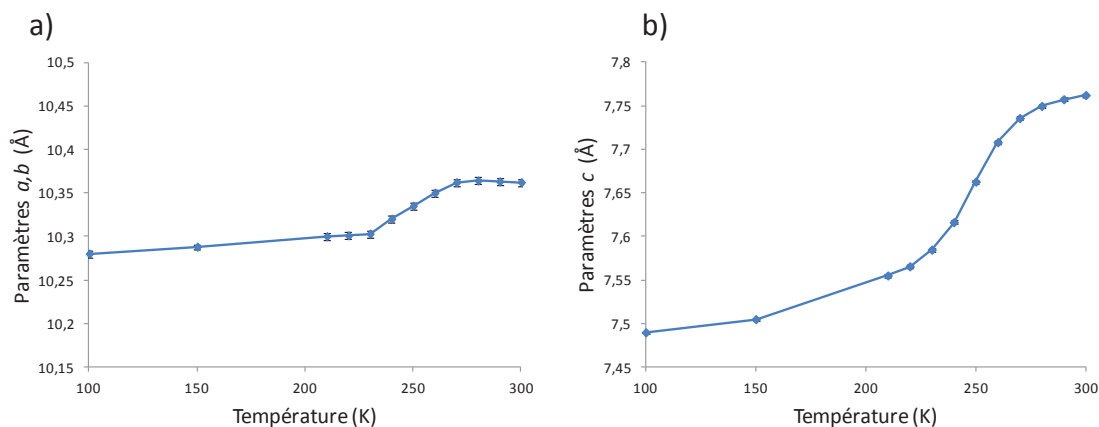 a)
10,5
10,45
10,4
10,35
10,3
10,25
10,2
10,15
Paramètres a,b (Å)
100 150 200 250 300
Température (K)
b)
7,8
7,75
7,7
7,65
7,6
7,55
7,5
7,45
Paramètres c (Å)
100 150 200 250 300
Température (K)